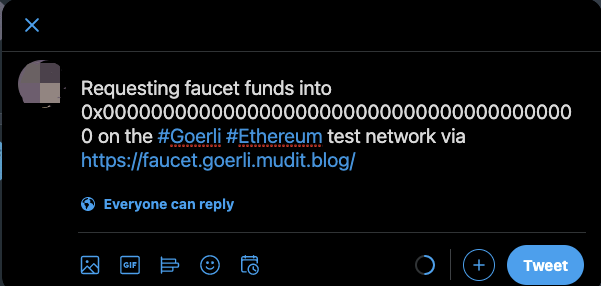 Requesting faucet funds into
0x000000000000000000000000000000000000000
0 on the #Goerli #Ethereum test network via
https://faucet.goerli.mudit.blog/
Everyone can reply
GIF
+ Tweet